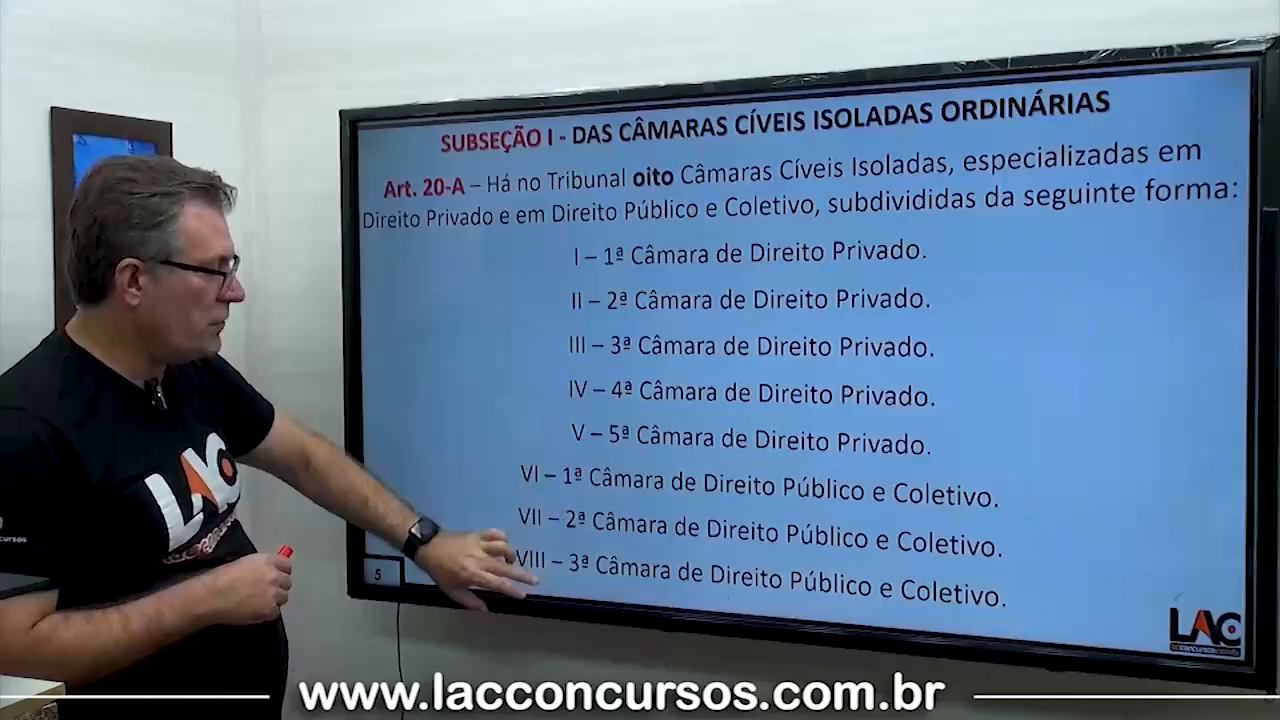 SUBSEÇÃO I - DAS CÂMARAS CÍVEIS ISOLADAS ORDINÁRIAS
Art. 20-A – Há no Tribunal oito Câmaras Cíveis Isoladas, especializadas em
Direito Privado e em Direito Público e Coletivo, subdivididas da seguinte forma:
I – 1ª Câmara de Direito Privado.
II – 2ª Câmara de Direito Privado.
III – 3ª Câmara de Direito Privado.
IV – 4ª Câmara de Direito Privado.
V – 5ª Câmara de Direito Privado.
VI – 1ª Câmara de Direito Público e Coletivo.
VII – 2ª Câmara de Direito Público e Coletivo.
VIII – 3ª Câmara de Direito Público e Coletivo.
5
LAC
LAC
www.lacconcursos.com.br